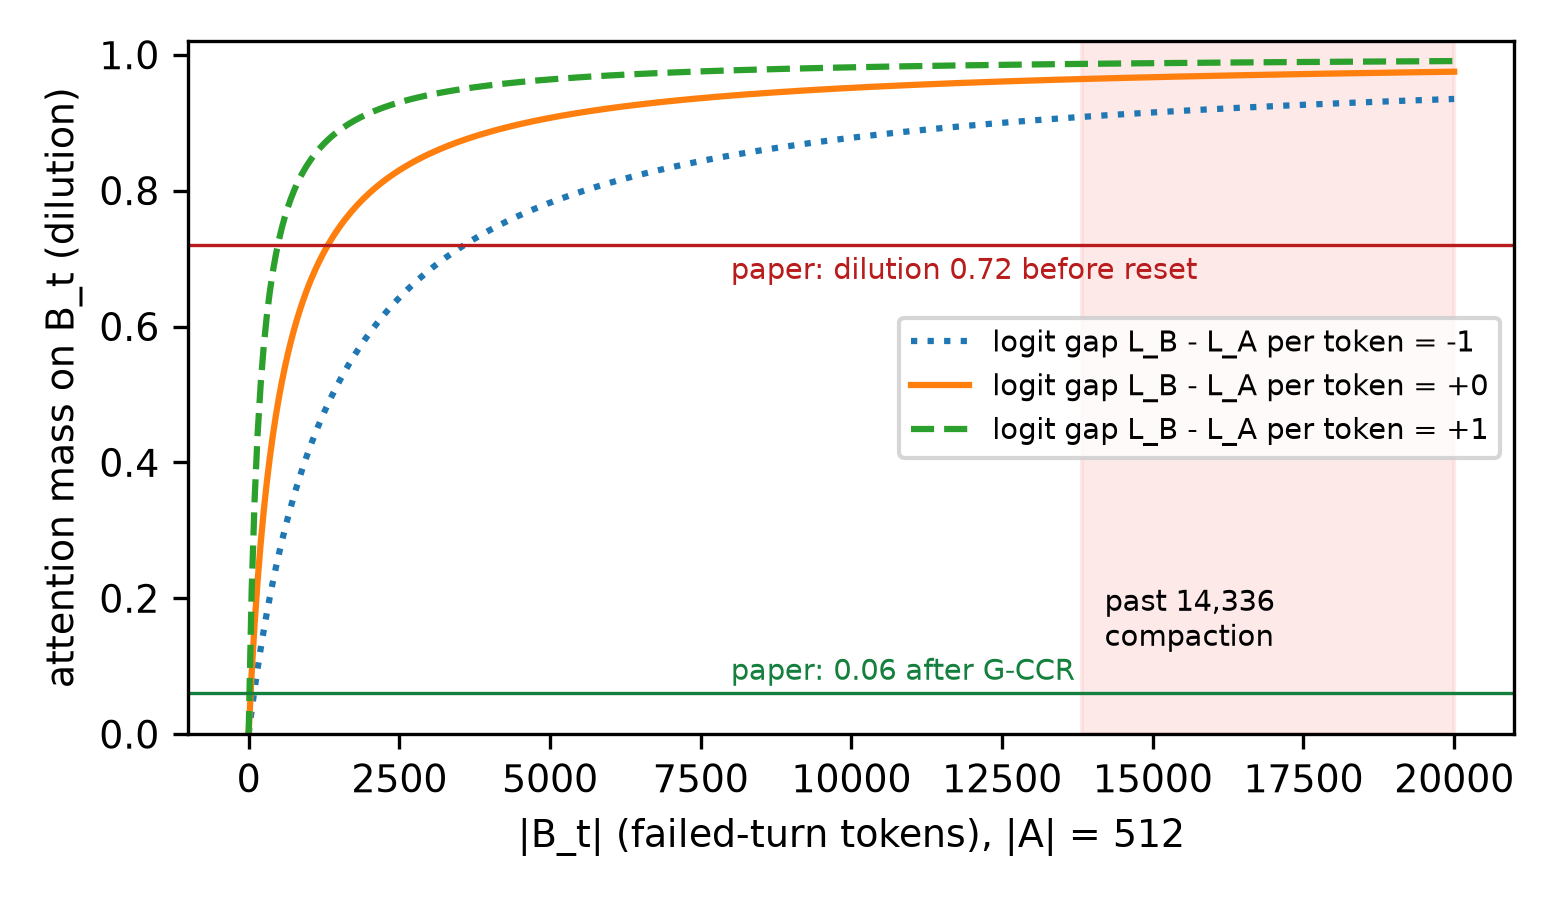 1.0
0.8
0.6
0.4
0.2
0.0
attention mass on B_t (dilution)
paper: dilution 0.72 before reset
logit gap L_B - L_A per token = -1
logit gap L_B - L_A per token = +0
logit gap L_B - L_A per token = +1
past 14,336
compaction
paper: 0.06 after G-CCR
0 2500 5000 7500 10000 12500 15000 17500 20000
|B_t| (failed-turn tokens), |A| = 512